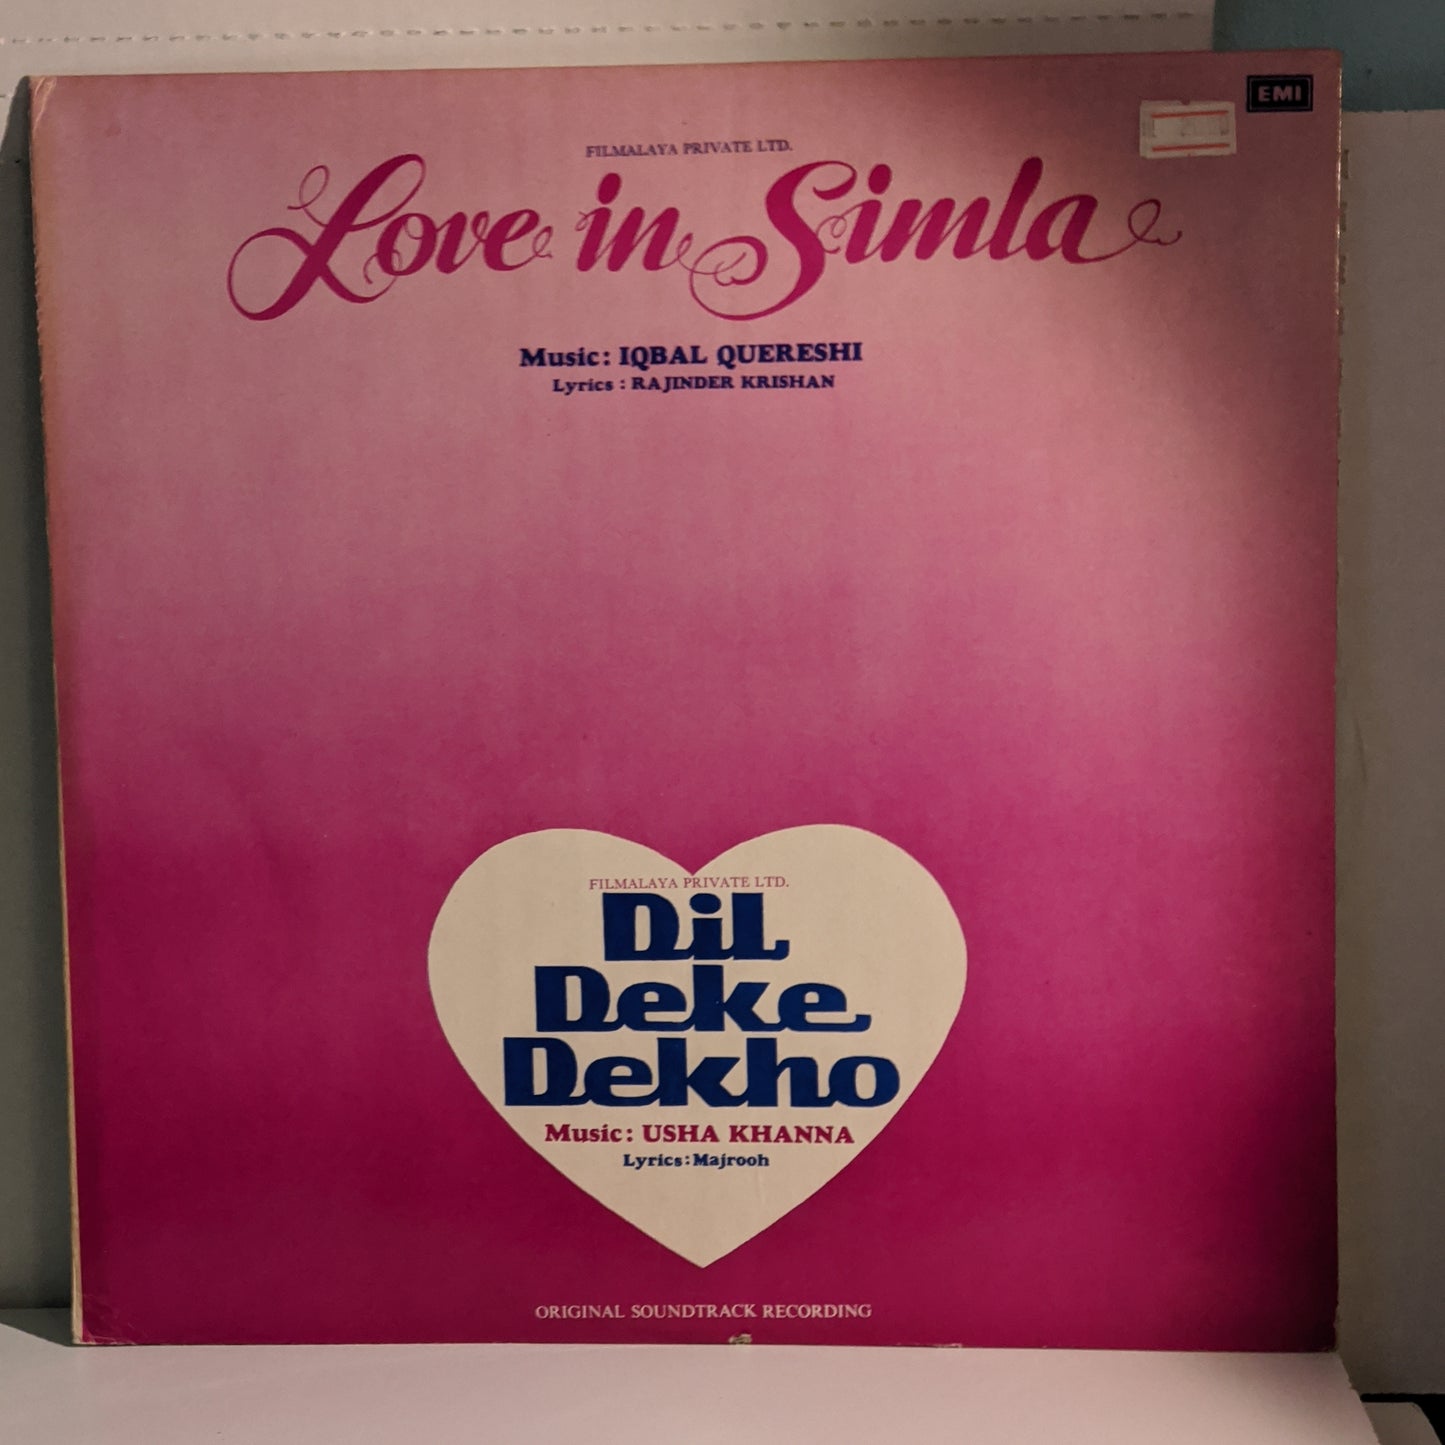 EMI
FILMALAYA PRIVATE LTD.
Love in Simla
Music: IQBAL QUERESHI
Lyrics : RAJINDER KRISHAN
FILMALAYA PRIVATE LTD.
Dil
Deke
Dekho
Music: USHA KHANNA
Lyrics: Majrooh
ORIGINAL SOUNDTRACK RECORDING